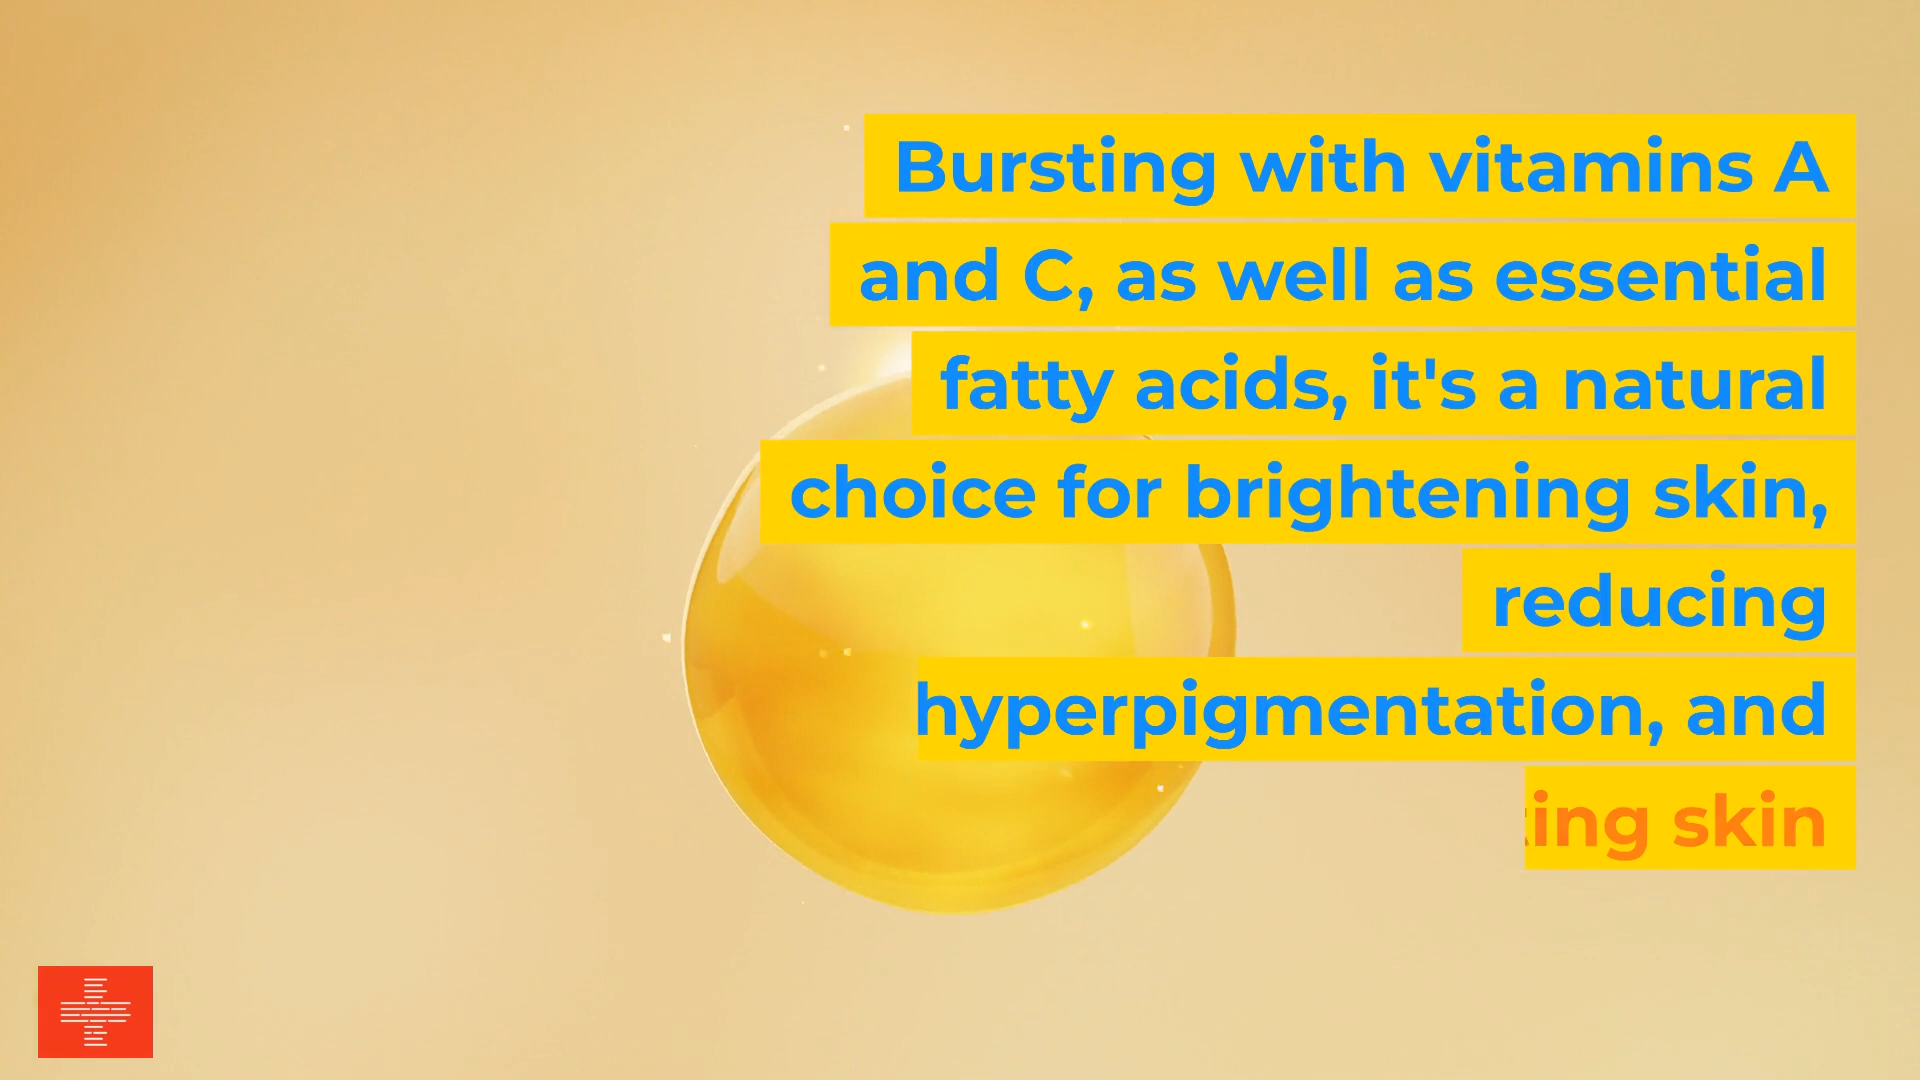 Bursting with vitamins A
and C, as well as essential
fatty acids, it's a natural
choice for brightening skin,
reducing
hyperpigmentation, and
skin